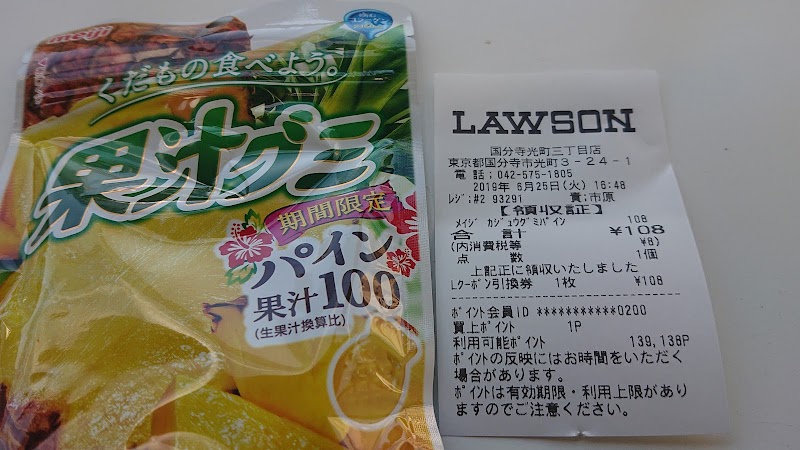 meiji
くだもの食べよう。
果汁グミ
期間限定
パイン
果汁100
(生果汁換算比)
LAWSON
国分寺光町三丁目店
東京都国分寺市光町3-24-1
電話:042-575-1805
2019年 6月25日(火) 16:48
レジ:#2 93291 責:市原
【領収証】
メイジ カジュウグミパイン 108
合計 ¥108
(内消費税等 ¥8)
点数 1個
上記正に領収いたしました
Lクーポン引換券 1枚 ¥108
ポイント会員ID ***********0200
買上ポイント 1P
利用可能ポイント 139,138P
ポイントの反映にはお時間をいただく
場合があります。
ポイントは有効期限・利用上限があり
ますのでご注意ください。